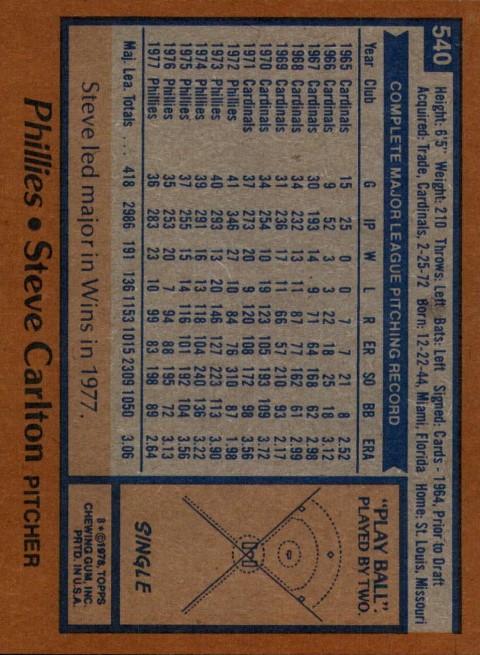 540
Height: 6'5" Weight: 210 Throws: Left Bats: Left Signed: Cards - 1964, Prior to Draft
Acquired: Trade, Cardinals, 2-25-72 Born: 12-22-44, Miami, Florida Home: St. Louis, Missouri
COMPLETE MAJOR LEAGUE PITCHING RECORD
Year Club G IP W L R ER SO BB ERA
1965 Cardinals 15 25 0 0 7 7 21 8 2.52
1966 Cardinals 9 52 3 3 22 18 25 18 3.12
1967 Cardinals 30 193 14 9 71 64 168 62 2.98
1968 Cardinals 34 232 13 11 87 77 162 61 2.99
1969 Cardinals 31 236 17 11 66 57 210 93 2.17
1970 Cardinals 34 254 10 19 123 105 193 109 3.72
1971 Cardinals 37 273 20 9 120 108 172 98 3.56
1972 Phillies 41 346 27 10 84 76 310 87 1.98
1973 Phillies 40 293 13 20 146 127 223 113 3.90
1974 Phillies 39 291 16 13 118 104 240 136 3.22
1975 Phillies 37 255 15 14 116 101 192 104 3.56
1976 Phillies 35 253 20 7 94 88 195 72 3.13
1977 Phillies 36 283 23 10 99 83 198 89 2.64
Maj. Lea. Totals ... 418 2986 191 136 1153 1015 2309 1050 3.06
Steve led major in Wins in 1977.
"PLAY BALL".
PLAYED BY TWO.
SINGLE
8 * © 1978, TOPPS
CHEWING GUM, INC.
PRTD IN U.S.A.
Phillies • Steve Carlton PITCHER